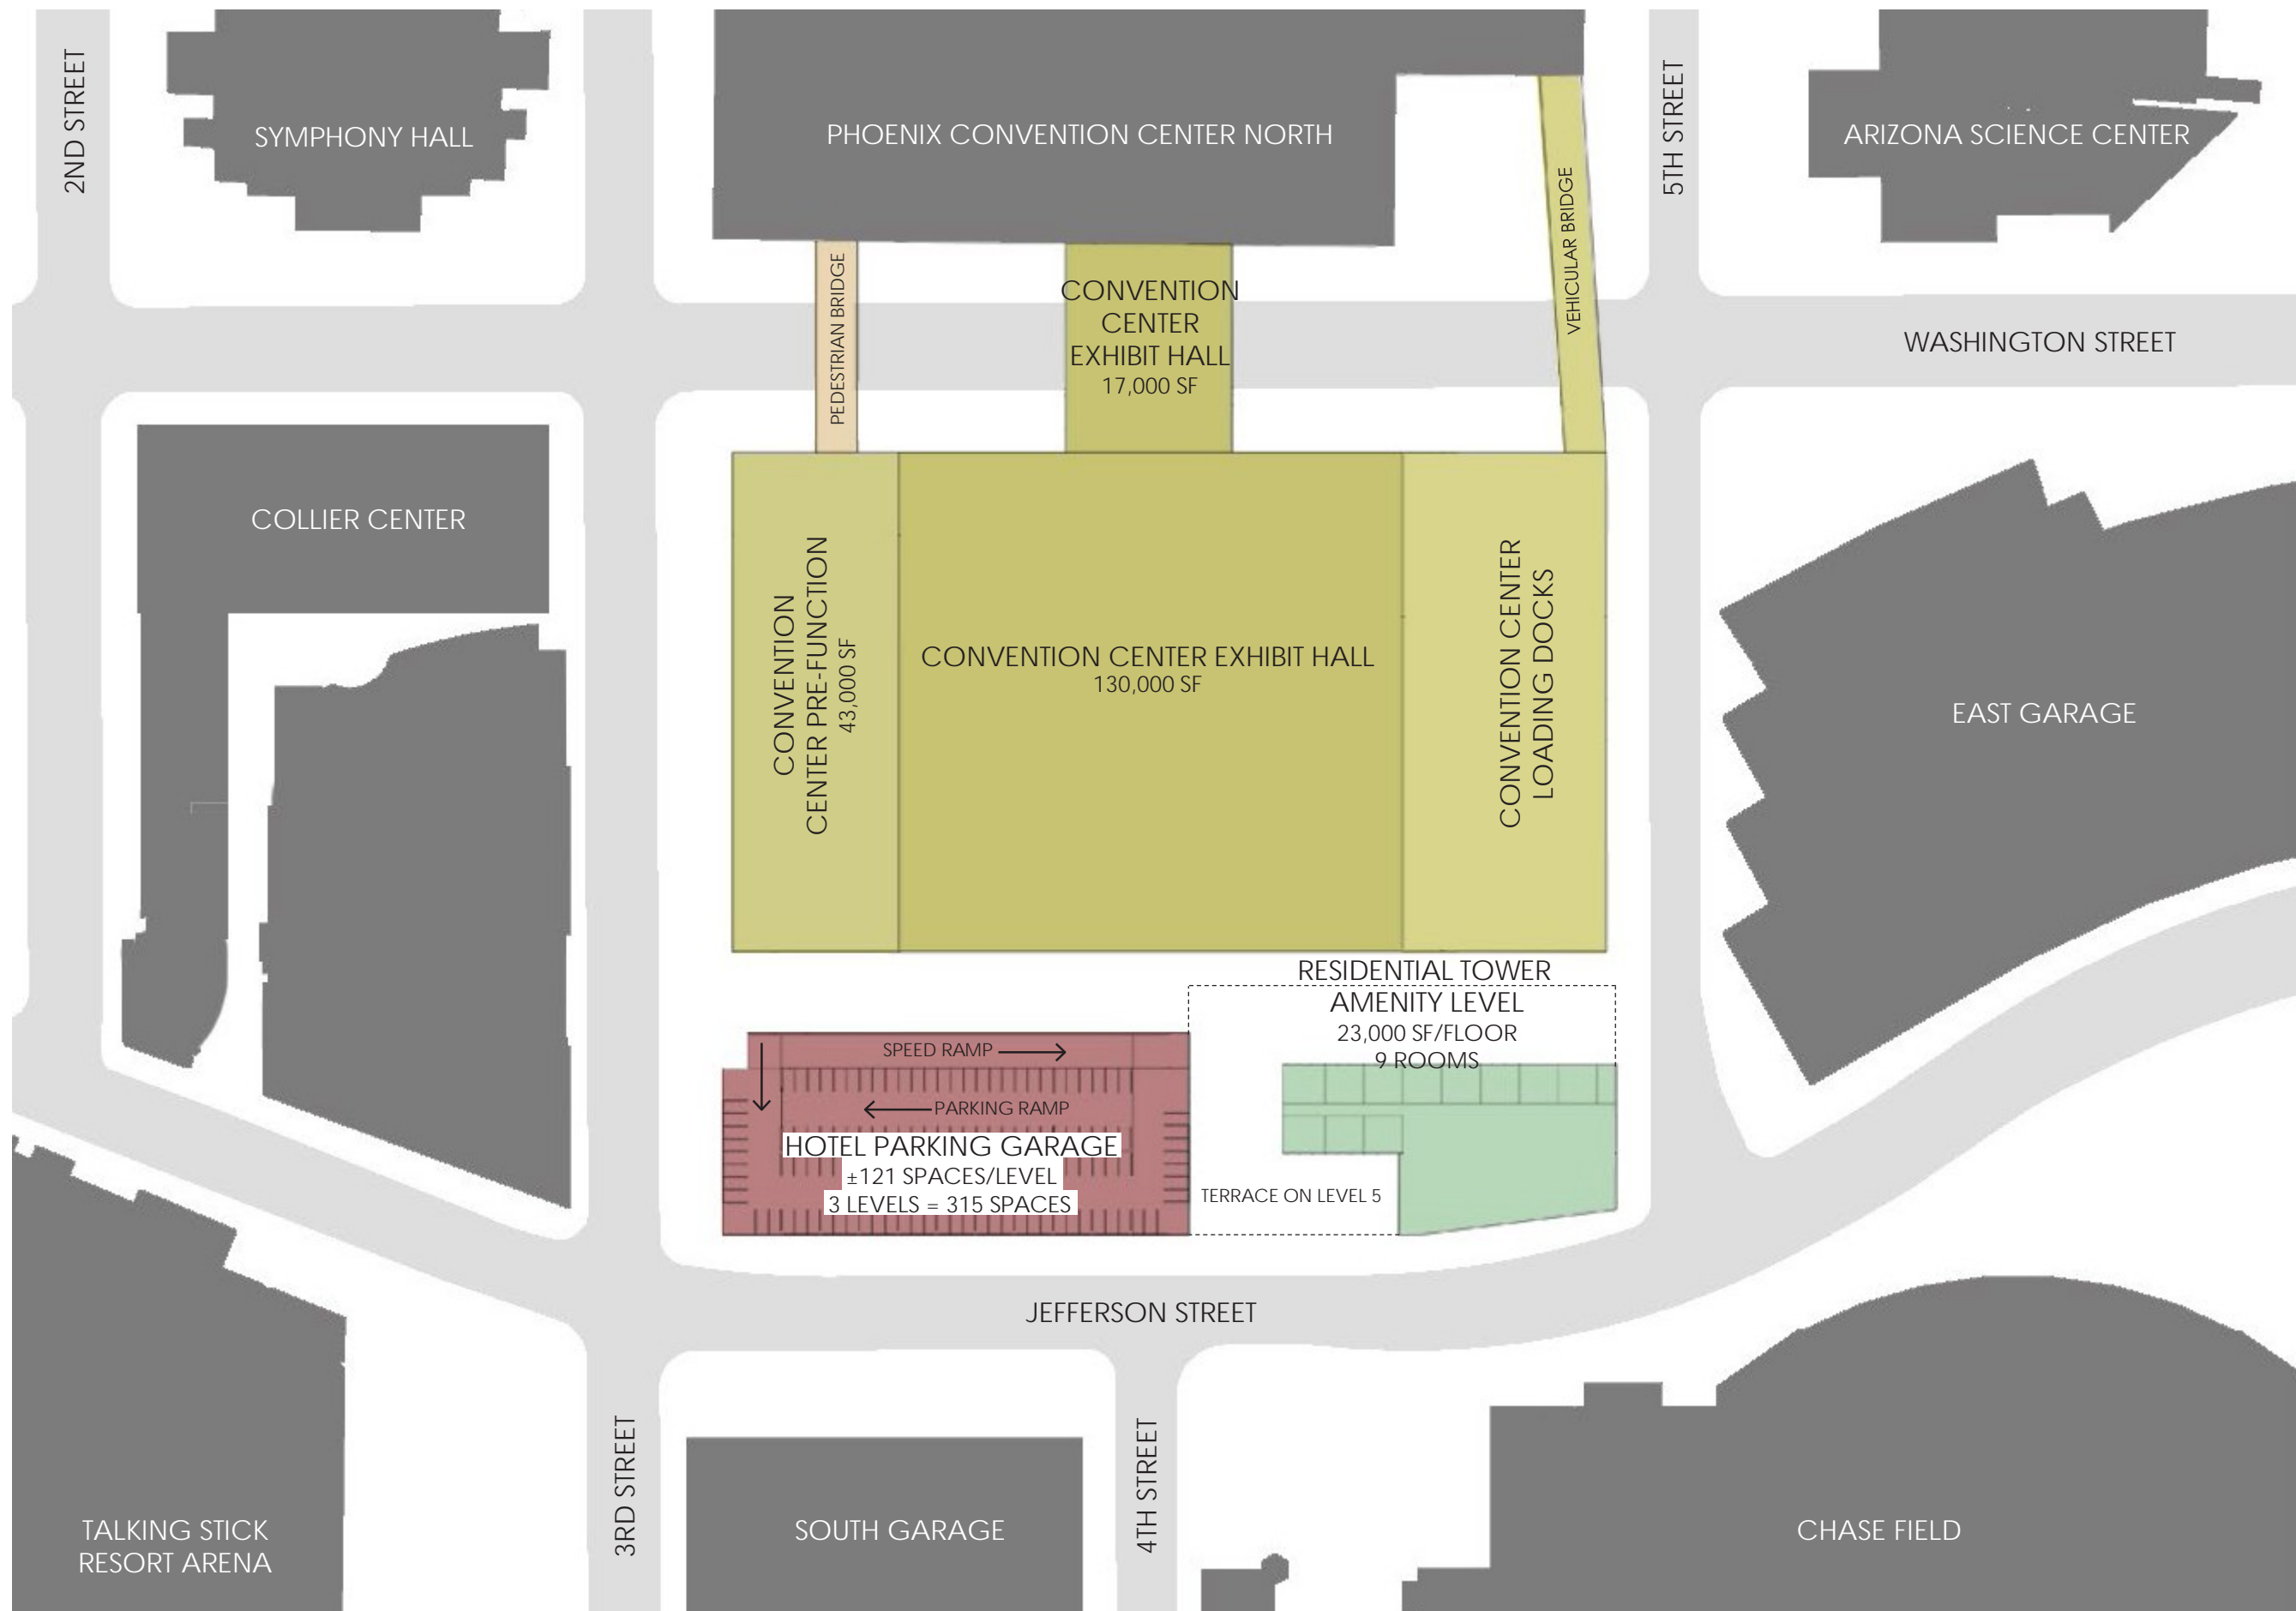 2ND STREET
SYMPHONY HALL
PHOENIX CONVENTION CENTER NORTH
5TH STREET
ARIZONA SCIENCE CENTER
PEDESTRIAN BRIDGE
CONVENTION
CENTER
EXHIBIT HALL
17,000 SF
VEHICULAR BRIDGE
WASHINGTON STREET
COLLIER CENTER
CONVENTION
CENTER PRE-FUNCTION
43,000 SF
CONVENTION CENTER EXHIBIT HALL
130,000 SF
CONVENTION CENTER
LOADING DOCKS
EAST GARAGE
RESIDENTIAL TOWER
AMENITY LEVEL
23,000 SF/FLOOR
9 ROOMS
SPEED RAMP
PARKING RAMP
HOTEL PARKING GARAGE
±121 SPACES/LEVEL
3 LEVELS = 315 SPACES
TERRACE ON LEVEL 5
JEFFERSON STREET
3RD STREET
4TH STREET
TALKING STICK
RESORT ARENA
SOUTH GARAGE
CHASE FIELD